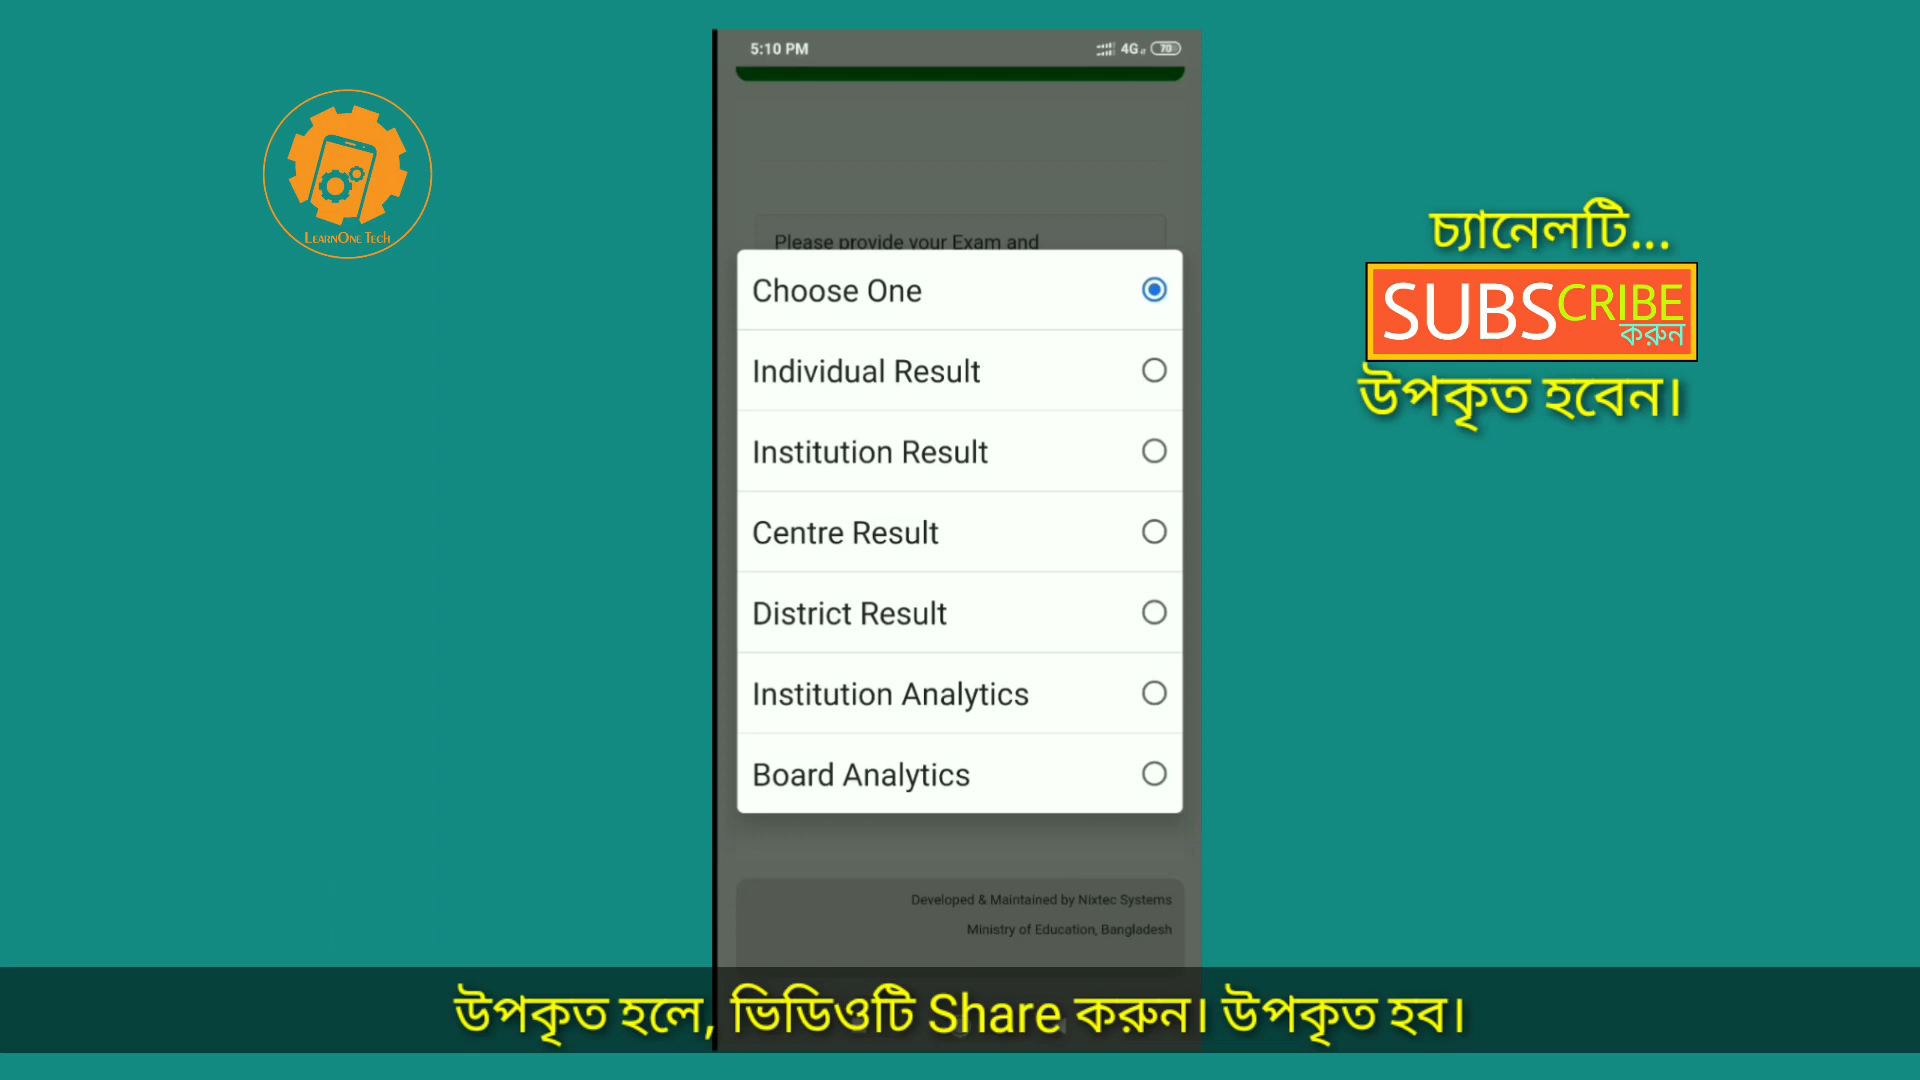 5:10 PM
4G 70
LearnOne Tech
Please provide your Exam and
Choose One
Individual Result
Institution Result
Centre Result
District Result
Institution Analytics
Board Analytics
Developed & Maintained by Nixtec Systems
Ministry of Education, Bangladesh
চ্যানেলটি...
SUBSCRIBE
করুন
উপকৃত হবেন।
উপকৃত হলে, ভিডিওটি Share করুন। উপকৃত হব।